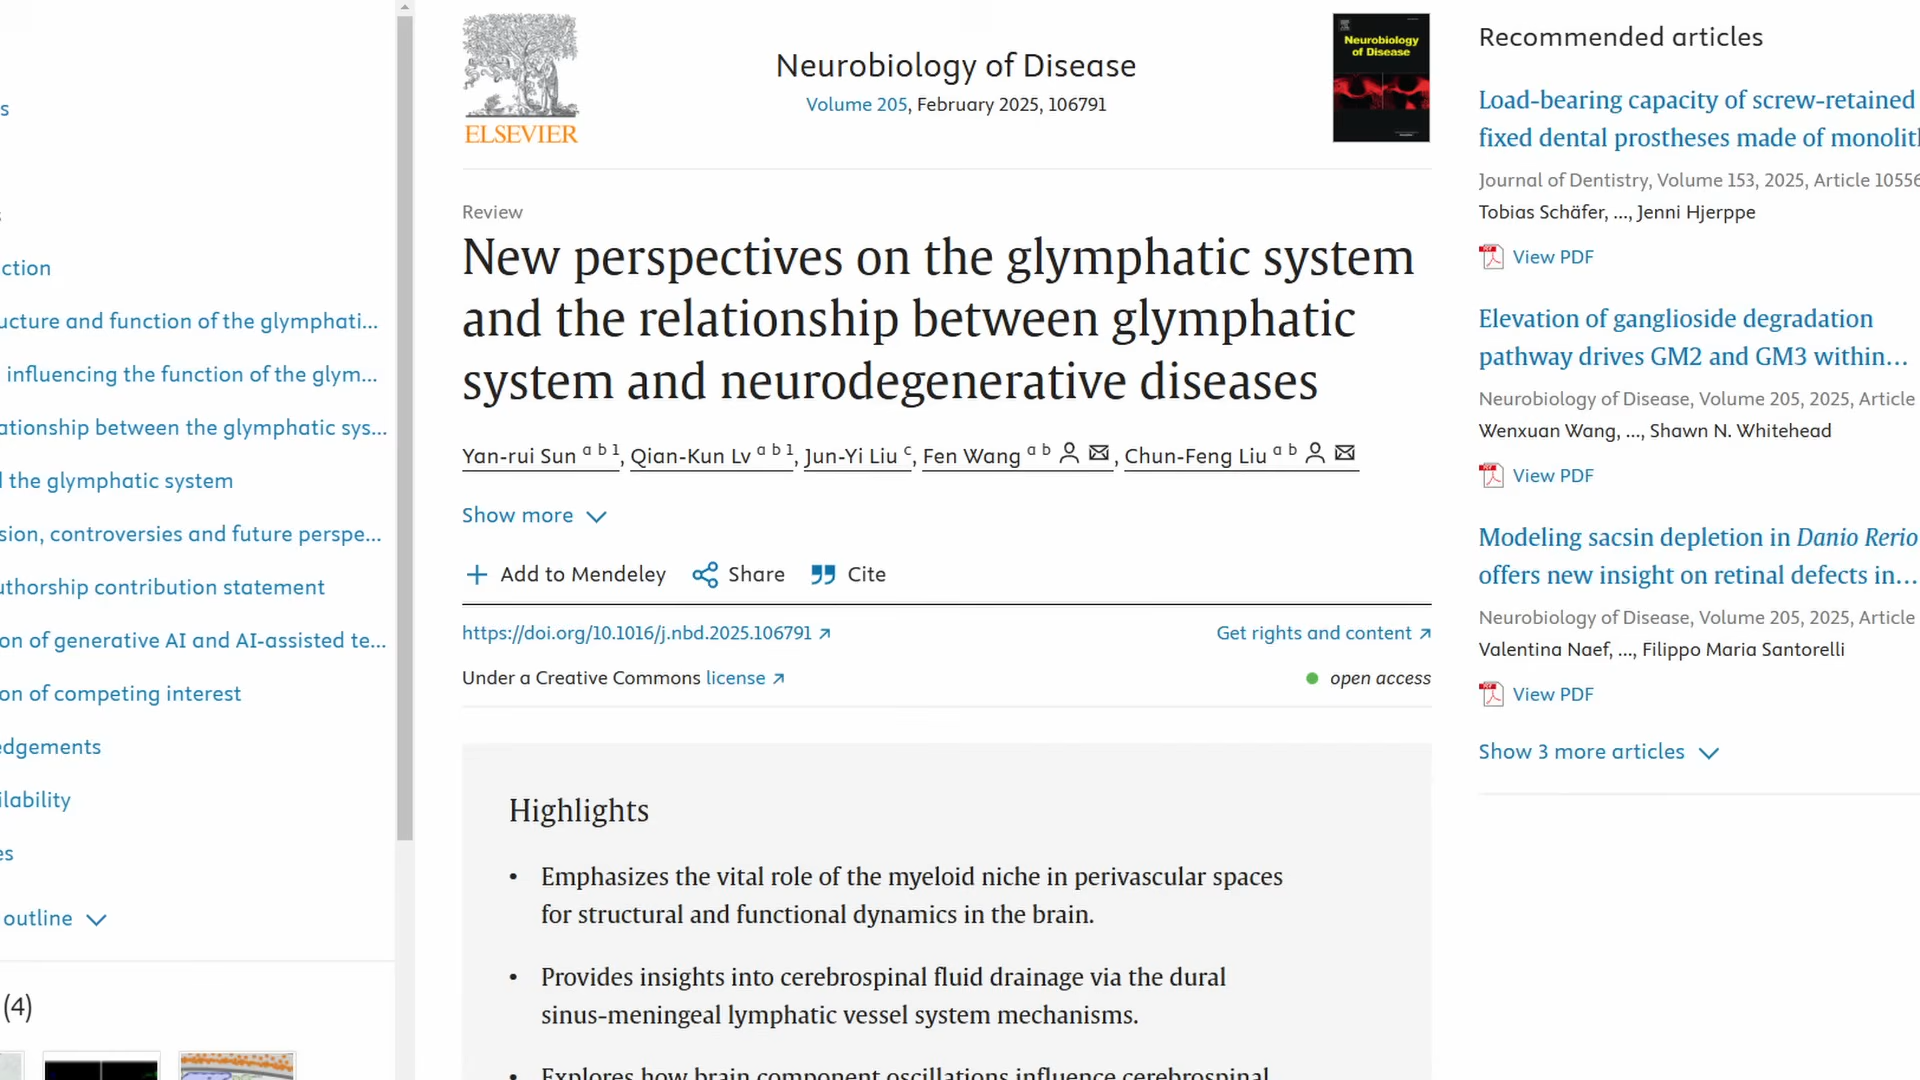 s
s
ction
ucture and function of the glymphati...
influencing the function of the glym...
ationship between the glymphatic sys...
l the glymphatic system
sion, controversies and future perspe...
uthorship contribution statement
on of generative AI and AI-assisted te...
on of competing interest
edgements
ilability
es
outline
(4)
ELSEVIER
Neurobiology of Disease
Volume 205, February 2025, 106791
Neurobiology
of Disease
Review
New perspectives on the glymphatic system
and the relationship between glymphatic
system and neurodegenerative diseases
Yan-rui Sun a b 1, Qian-Kun Lv a b 1, Jun-Yi Liu c, Fen Wang a b, Chun-Feng Liu a b
Show more
Add to Mendeley Share Cite
https://doi.org/10.1016/j.nbd.2025.106791 Get rights and content
Under a Creative Commons license open access
Highlights
• Emphasizes the vital role of the myeloid niche in perivascular spaces
for structural and functional dynamics in the brain.
• Provides insights into cerebrospinal fluid drainage via the dural
sinus-meningeal lymphatic vessel system mechanisms.
• Explores how brain component oscillations influence cerebrospinal
Recommended articles
Load-bearing capacity of screw-retained
fixed dental prostheses made of monolith
Journal of Dentistry, Volume 153, 2025, Article 10556
Tobias Schäfer, ..., Jenni Hjerppe
View PDF
Elevation of ganglioside degradation
pathway drives GM2 and GM3 within...
Neurobiology of Disease, Volume 205, 2025, Article
Wenxuan Wang, ..., Shawn N. Whitehead
View PDF
Modeling sacsin depletion in Danio Rerio
offers new insight on retinal defects in...
Neurobiology of Disease, Volume 205, 2025, Article
Valentina Naef, ..., Filippo Maria Santorelli
View PDF
Show 3 more articles